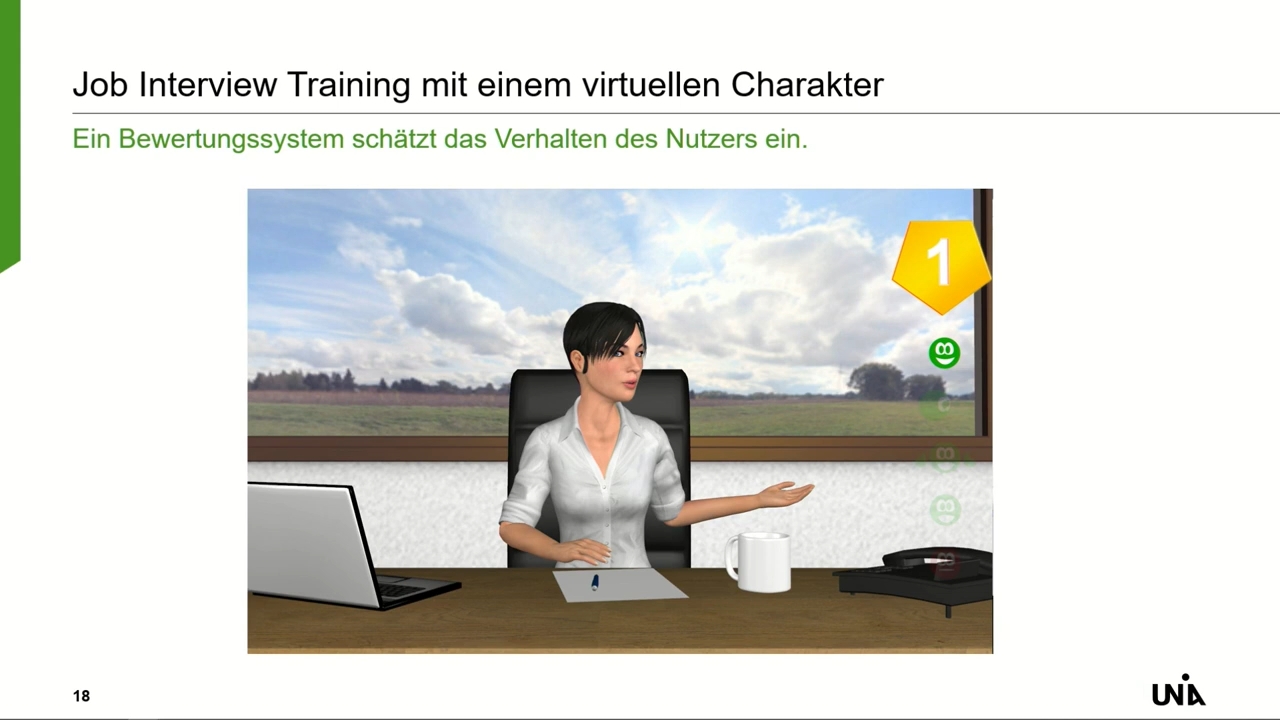 Job Interview Training mit einem virtuellen Charakter
Ein Bewertungssystem schätzt das Verhalten des Nutzers ein.
1
18
UNIA